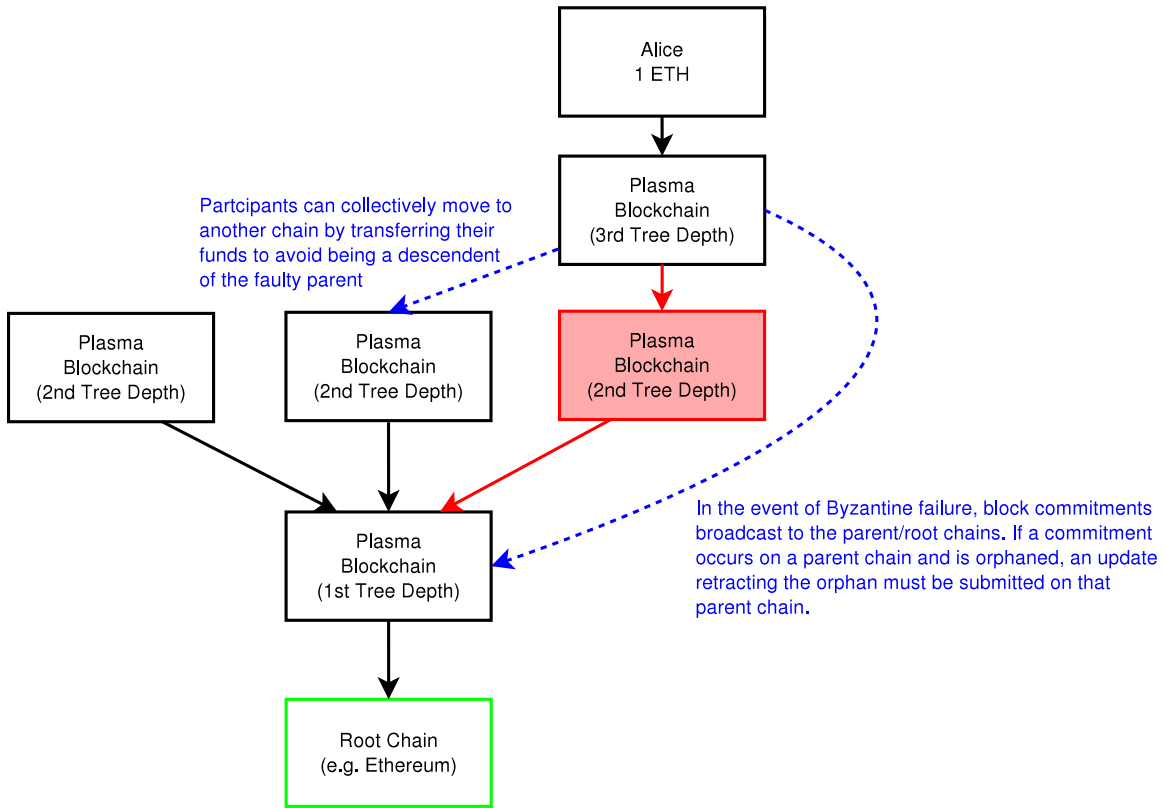 Alice
1 ETH
Plasma
Blockchain
(3rd Tree Depth)
Partcipants can collectively move to
another chain by transferring their
funds to avoid being a descendent
of the faulty parent
Plasma
Blockchain
(2nd Tree Depth)
Plasma
Blockchain
(2nd Tree Depth)
Plasma
Blockchain
(2nd Tree Depth)
In the event of Byzantine failure, block commitments
broadcast to the parent/root chains. If a commitment
occurs on a parent chain and is orphaned, an update
retracting the orphan must be submitted on that
parent chain.
Plasma
Blockchain
(1st Tree Depth)
Root Chain
(e.g. Ethereum)